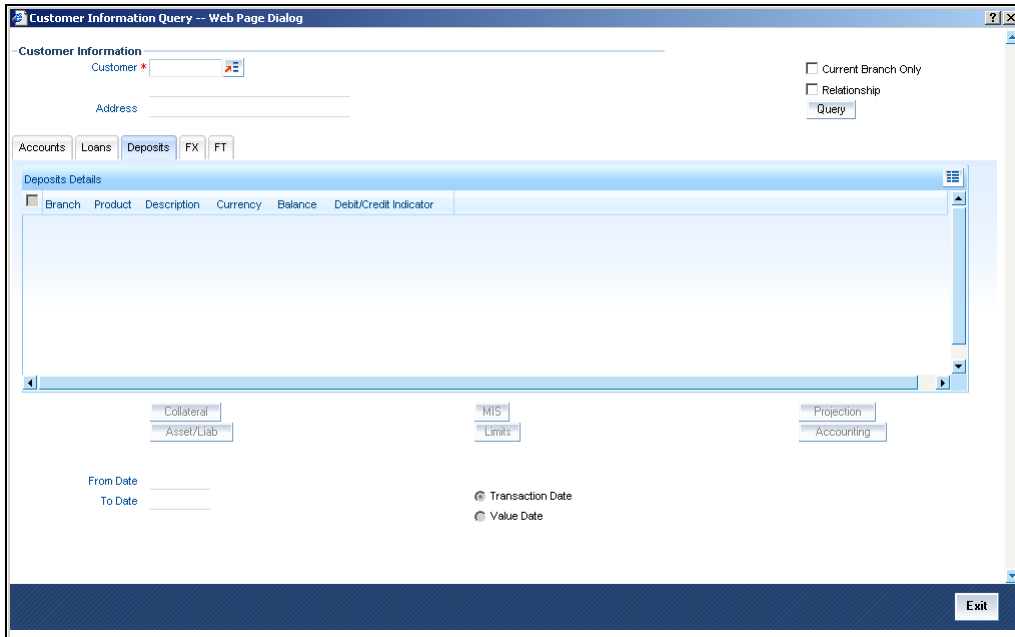 Customer Information Query -- Web Page Dialog
Customer Information
Customer *
Current Branch Only
Relationship
Address
Query
Accounts Loans Deposits FX FT
Deposits Details
Branch Product Description Currency Balance Debit/Credit Indicator
Collateral MIS Projection
Asset/Liab Limits Accounting
From Date
To Date
Transaction Date
Value Date
Exit